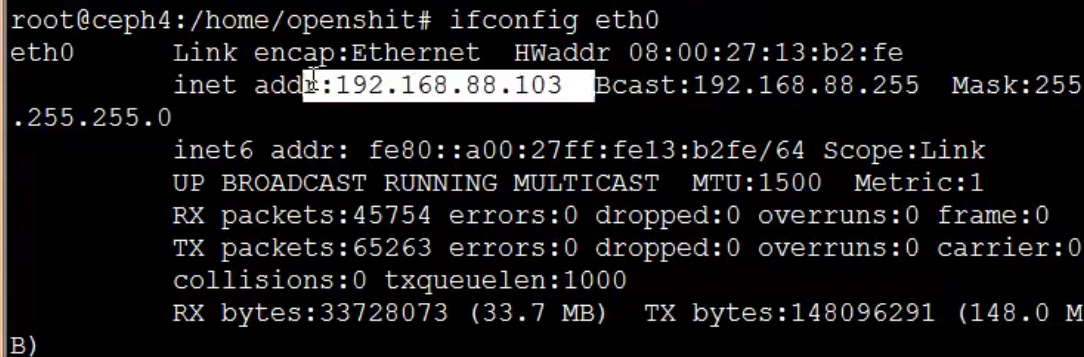 root@ceph4:/home/openshit# ifconfig eth0
eth0      Link encap:Ethernet  HWaddr 08:00:27:13:b2:fe
          inet addr:192.168.88.103  Bcast:192.168.88.255  Mask:255
.255.255.0
          inet6 addr: fe80::a00:27ff:fe13:b2fe/64 Scope:Link
          UP BROADCAST RUNNING MULTICAST  MTU:1500  Metric:1
          RX packets:45754 errors:0 dropped:0 overruns:0 frame:0
          TX packets:65263 errors:0 dropped:0 overruns:0 carrier:0
          collisions:0 txqueuelen:1000
          RX bytes:33728073 (33.7 MB)  TX bytes:148096291 (148.0 M
B)